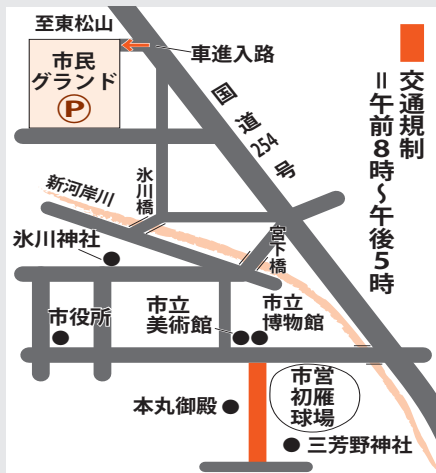 至東松山
車進入路
市民
グランド
P
国道254号
交通規制
=午前8時〜午後5時
新河岸川
氷川橋
宮下橋
氷川神社
市役所
市立
美術館
市立
博物館
本丸御殿
市営
初雁
球場
三芳野神社